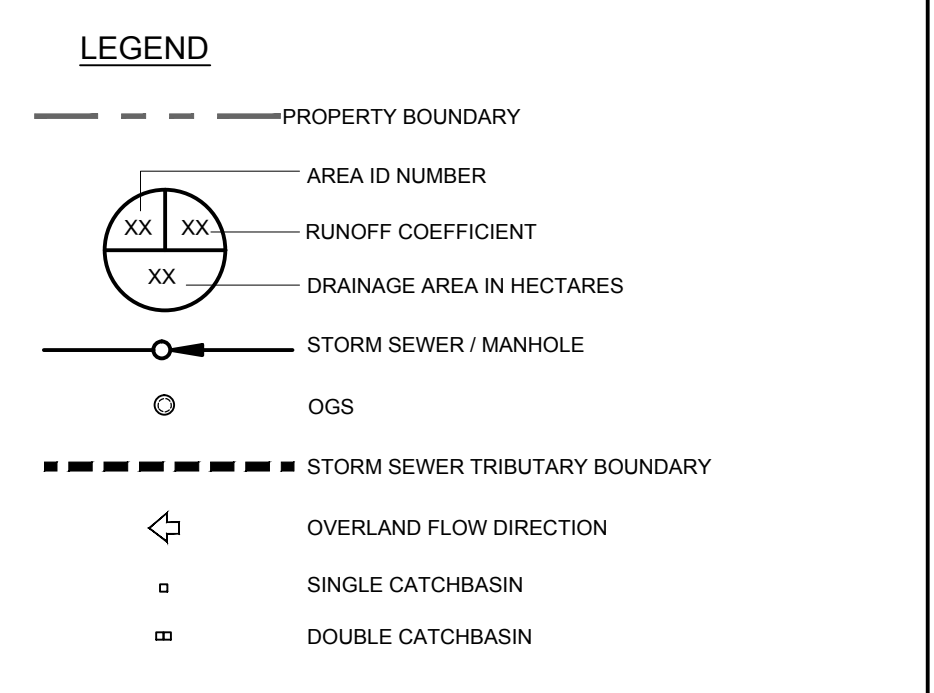 LEGEND
PROPERTY BOUNDARY
AREA ID NUMBER
XX XX RUNOFF COEFFICIENT
XX DRAINAGE AREA IN HECTARES
STORM SEWER / MANHOLE
OGS
STORM SEWER TRIBUTARY BOUNDARY
OVERLAND FLOW DIRECTION
SINGLE CATCHBASIN
DOUBLE CATCHBASIN